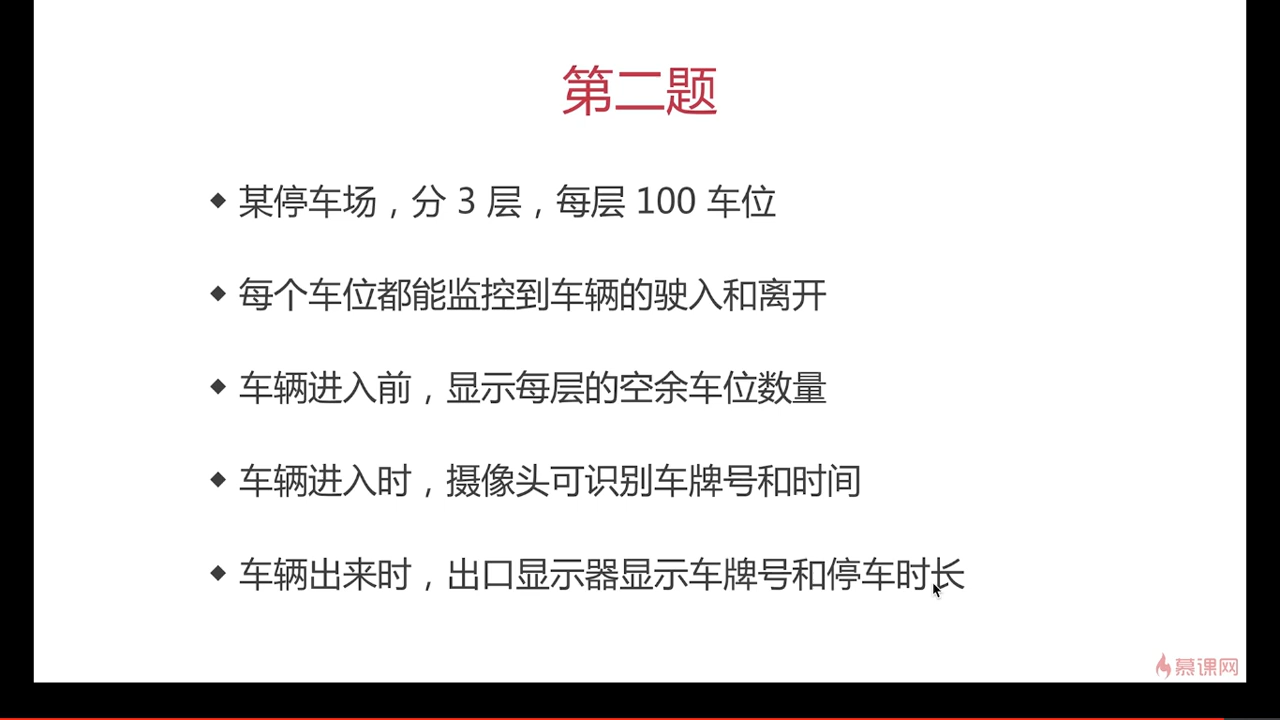 第二题
◆ 某停车场，分 3 层，每层 100 车位
◆ 每个车位都能监控到车辆的驶入和离开
◆ 车辆进入前，显示每层的空余车位数量
◆ 车辆进入时，摄像头可识别车牌号和时间
◆ 车辆出来时，出口显示器显示车牌号和停车时长
慕课网